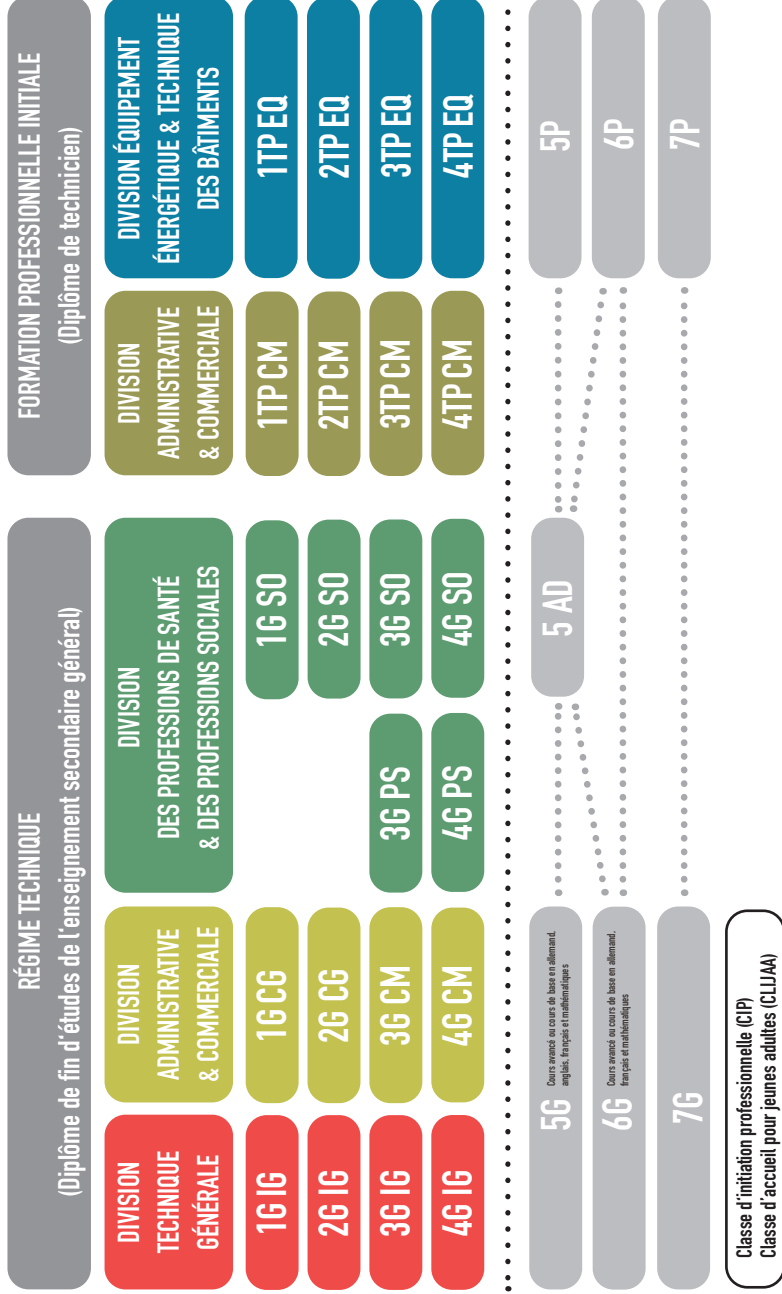 RÉGIME TECHNIQUE
(Diplôme de fin d'études de l'enseignement secondaire général)
FORMATION PROFESSIONNELLE INITIALE
(Diplôme de technicien)
DIVISION
TECHNIQUE
GÉNÉRALE
DIVISION
ADMINISTRATIVE
& COMMERCIALE
DIVISION
DES PROFESSIONS DE SANTÉ
& DES PROFESSIONS SOCIALES
DIVISION
ADMINISTRATIVE
& COMMERCIALE
DIVISION ÉQUIPEMENT
ÉNERGÉTIQUE & TECHNIQUE
DES BÂTIMENTS
1G IG
1G CG
1G SO
1TP CM
1TP EQ
2G IG
2G CG
2G SO
2TP CM
2TP EQ
3G IG
3G CM
3G PS
3G SO
3TP CM
3TP EQ
4G IG
4G CM
4G PS
4G SO
4TP CM
4TP EQ
5G
Cours avancé ou cours de base en allemand,
anglais, français et mathématiques
5 AD
5P
6G
Cours avancé ou cours de base en allemand,
français et mathématiques
6P
7G
7P
Classe d'initiation professionnelle (CIP)
Classe d'accueil pour jeunes adultes (CLIJAA)